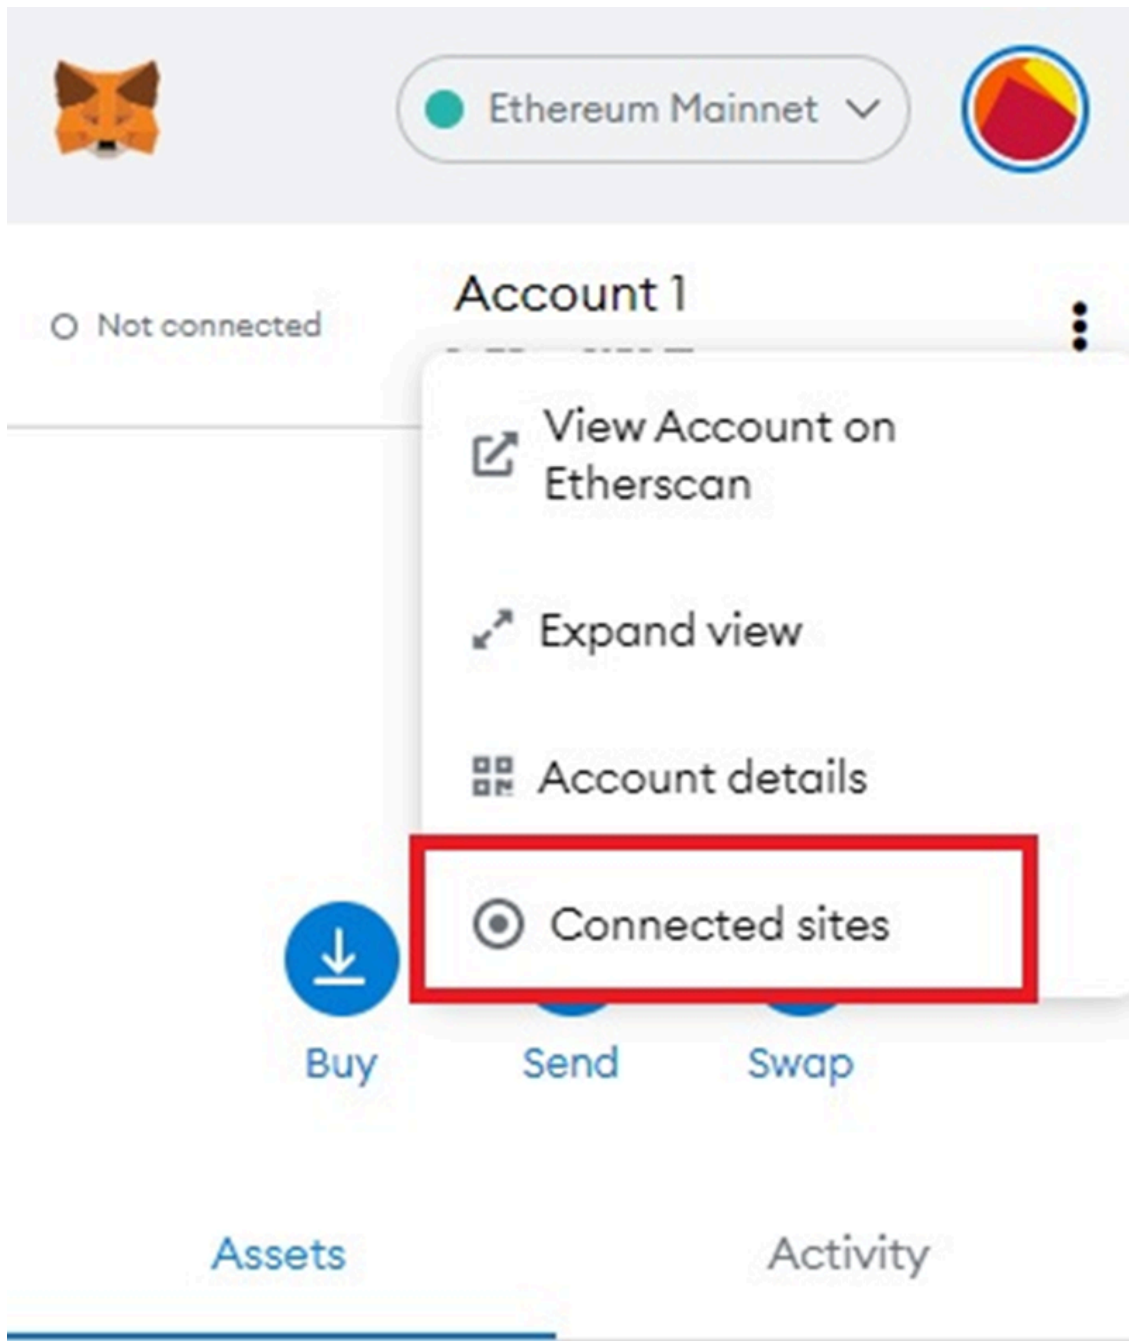 Ethereum Mainnet
Not connected
Account 1
View Account on
Etherscan
Expand view
Account details
Connected sites
Buy
Send
Swap
Assets
Activity